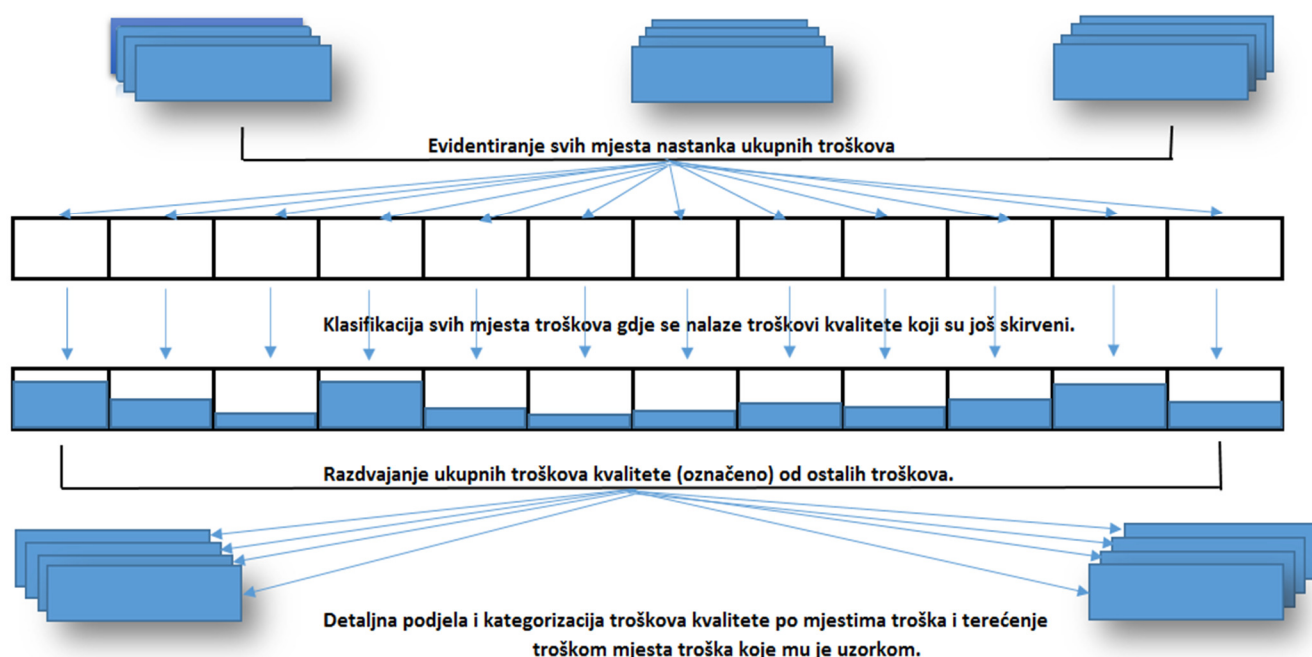 Evidentiranje svih mjesta nastanka ukupnih troškova
Klasifikacija svih mjesta troškova gdje se nalaze troškovi kvalitete koji su još skirveni.
Razdvajanje ukupnih troškova kvalitete (označeno) od ostalih troškova.
Detaljna podjela i kategorizacija troškova kvalitete po mjestima troška i terećenje
troškom mjesta troška koje mu je uzorkom.